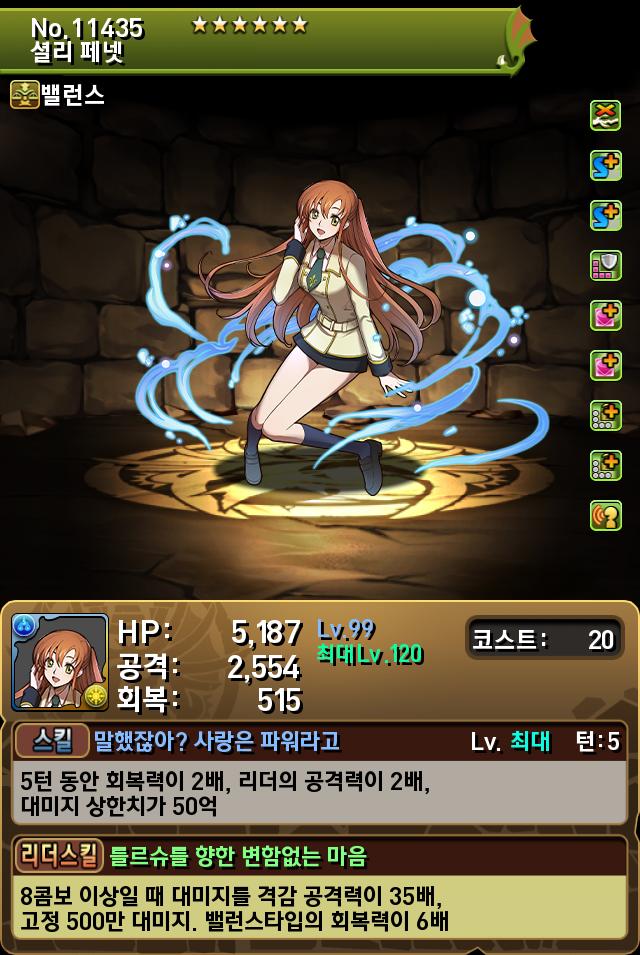 No.11435
셜리 페넷
밸런스
HP: 5,187 Lv.99
코스트: 20
공격: 2,554 최대Lv.120
회복: 515
스킬 말했잖아? 사랑은 파워라고 Lv. 최대 턴:5
5턴 동안 회복력이 2배, 리더의 공격력이 2배,
대미지 상한치가 50억
리더스킬 를르슈를 향한 변함없는 마음
8콤보 이상일 때 대미지를 격감 공격력이 35배,
고정 500만 대미지. 밸런스타입의 회복력이 6배